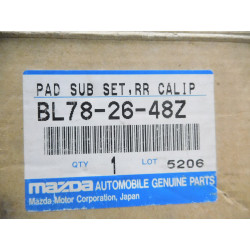 PAD SUB SET,RR CALIP
BL78-26-48Z
QTY 1 LOT 5206
mazda AUTOMOBILE GENUINE PARTS
Mazda Motor Corporation, Japan